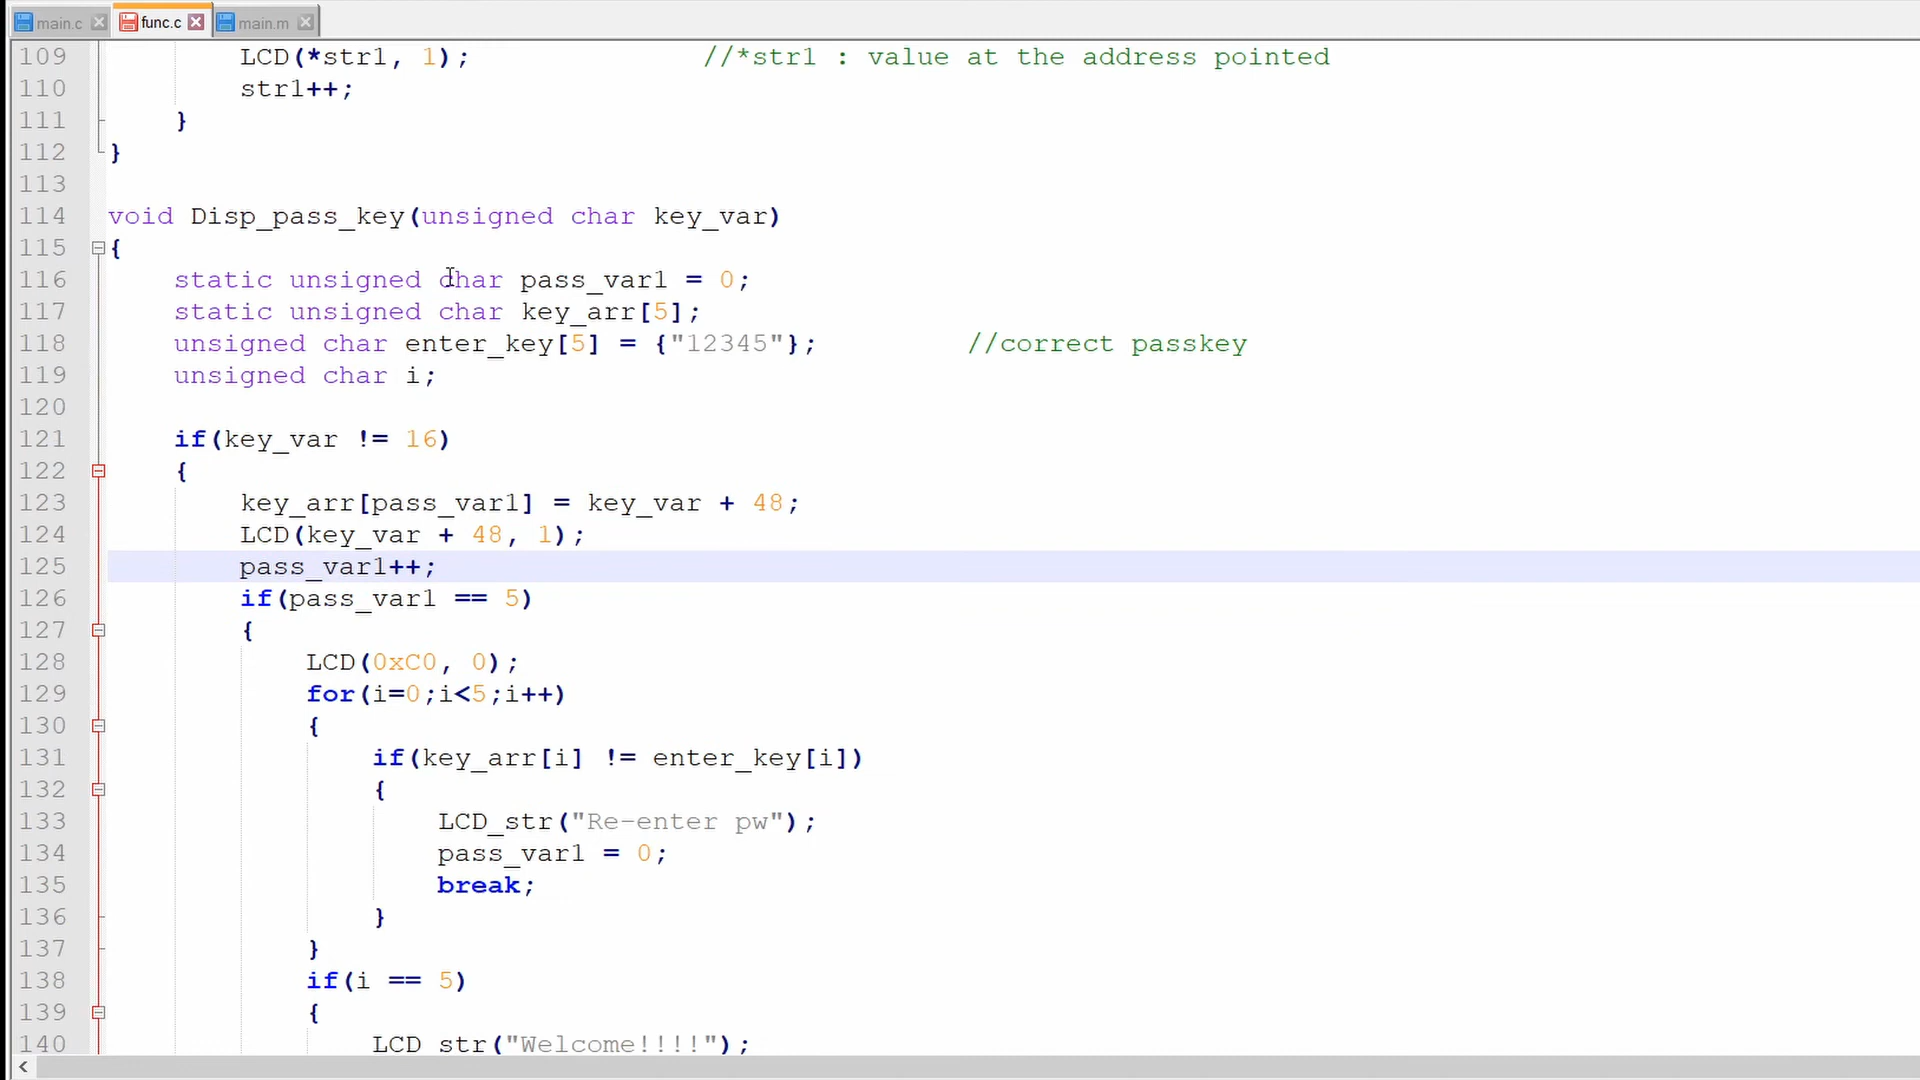 main.c func.c main.m
109 LCD(*str1, 1); //*str1 : value at the address pointed
110 str1++;
111 }
112 }
113
114 void Disp_pass_key(unsigned char key_var)
115 {
116 static unsigned char pass_var1 = 0;
117 static unsigned char key_arr[5];
118 unsigned char enter_key[5] = {"12345"}; //correct passkey
119 unsigned char i;
120
121 if(key_var != 16)
122 {
123 key_arr[pass_var1] = key_var + 48;
124 LCD(key_var + 48, 1);
125 pass_var1++;
126 if(pass_var1 == 5)
127 {
128 LCD(0xC0, 0);
129 for(i=0;i<5;i++)
130 {
131 if(key_arr[i] != enter_key[i])
132 {
133 LCD_str("Re-enter pw");
134 pass_var1 = 0;
135 break;
136 }
137 }
138 if(i == 5)
139 {
140 LCD_str("Welcome!!!!");